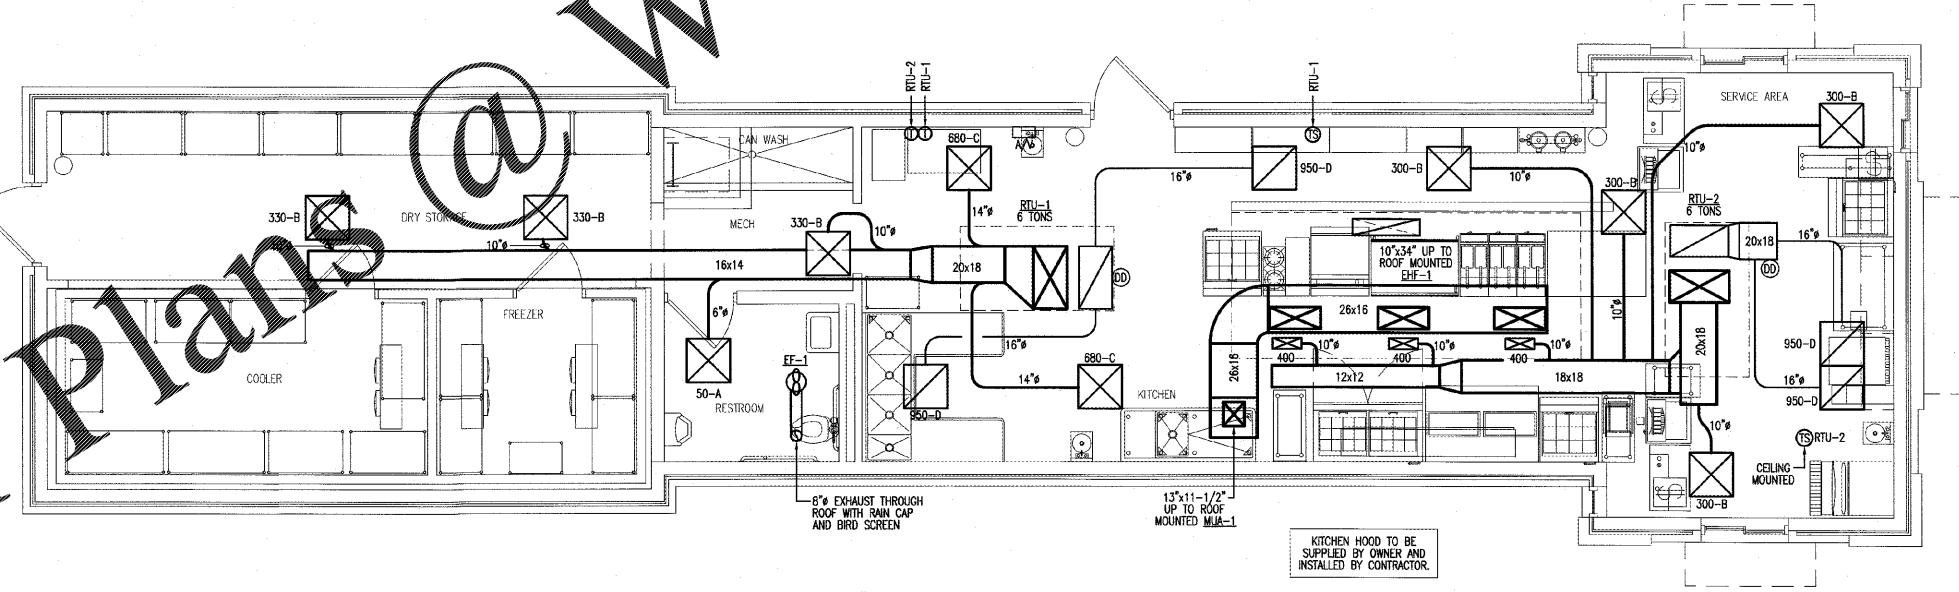 Plans @ W
RTU-2
RTU-1
RTU-1
CAN WASH
680-C
950-D
300-B
300-B
SERVICE AREA
300-B
16"ø
10"ø
10"ø
330-B
DRY STORAGE
330-B
MECH
330-B
10"ø
14"ø
RTU-1
6 TONS
RTU-2
6 TONS
10"ø
16x14
20x18
DD
10"x34" UP TO
ROOF MOUNTED
EHF-1
20x18
16"ø
DD
6"ø
FREEZER
26x16
10"ø
16"ø
10"ø
10"ø
10"ø
400
400
400
20x18
950-D
COOLER
EF-1
680-C
14"ø
26x16
12x12
18x18
16"ø
950-D
50-A
RESTROOM
950-D
KITCHEN
10"ø
TS
RTU-2
CEILING
MOUNTED
8"ø EXHAUST THROUGH
ROOF WITH RAIN CAP
AND BIRD SCREEN
13"x11-1/2"
UP TO ROOF
MOUNTED MUA-1
300-B
TS
KITCHEN HOOD TO BE
SUPPLIED BY OWNER AND
INSTALLED BY CONTRACTOR.